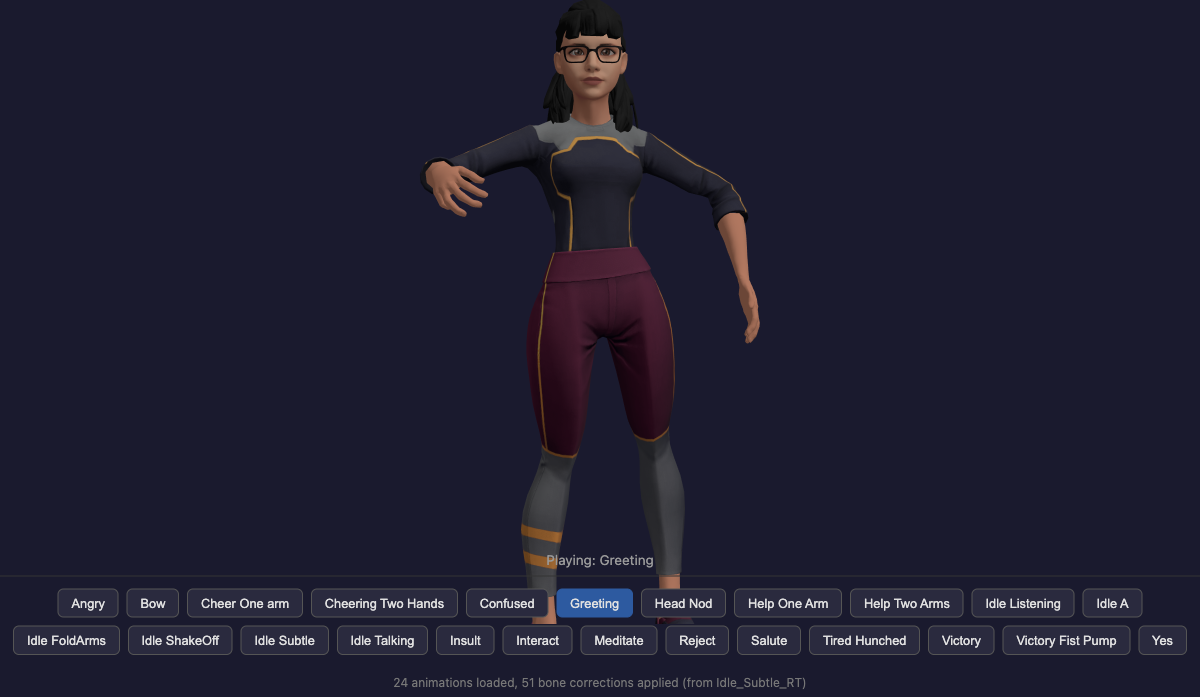 Playing: Greeting
Angry Bow Cheer One arm Cheering Two Hands Confused Greeting Head Nod Help One Arm Help Two Arms Idle Listening Idle A
Idle FoldArms Idle ShakeOff Idle Subtle Idle Talking Insult Interact Meditate Reject Salute Tired Hunched Victory Victory Fist Pump Yes
24 animations loaded, 51 bone corrections applied (from Idle_Subtle_RT)